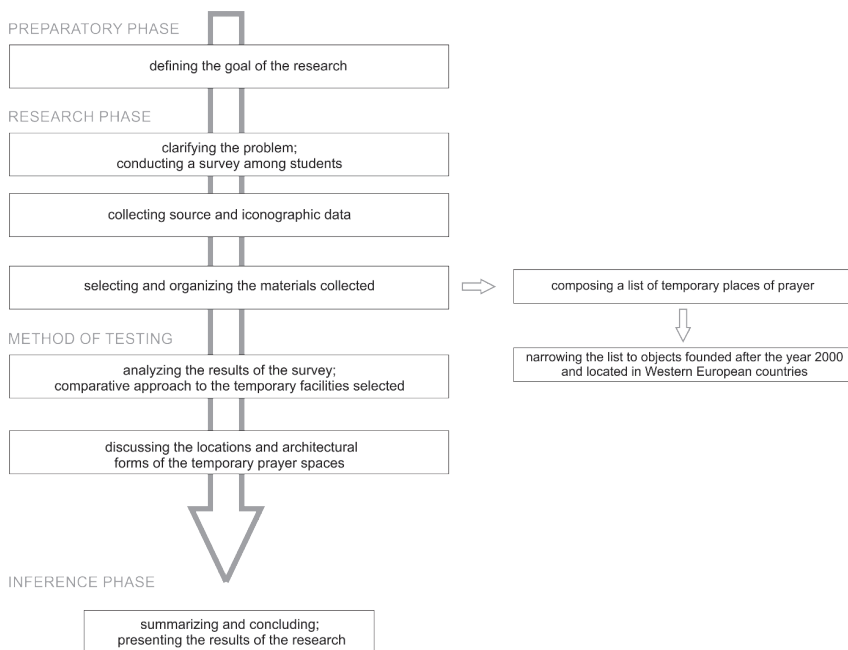 PREPARATORY PHASE
defining the goal of the research
RESEARCH PHASE
clarifying the problem;
conducting a survey among students
collecting source and iconographic data
selecting and organizing the materials collected
composing a list of temporary places of prayer
narrowing the list to objects founded after the year 2000
and located in Western European countries
METHOD OF TESTING
analyzing the results of the survey;
comparative approach to the temporary facilities selected
discussing the locations and architectural
forms of the temporary prayer spaces
INFERENCE PHASE
summarizing and concluding;
presenting the results of the research